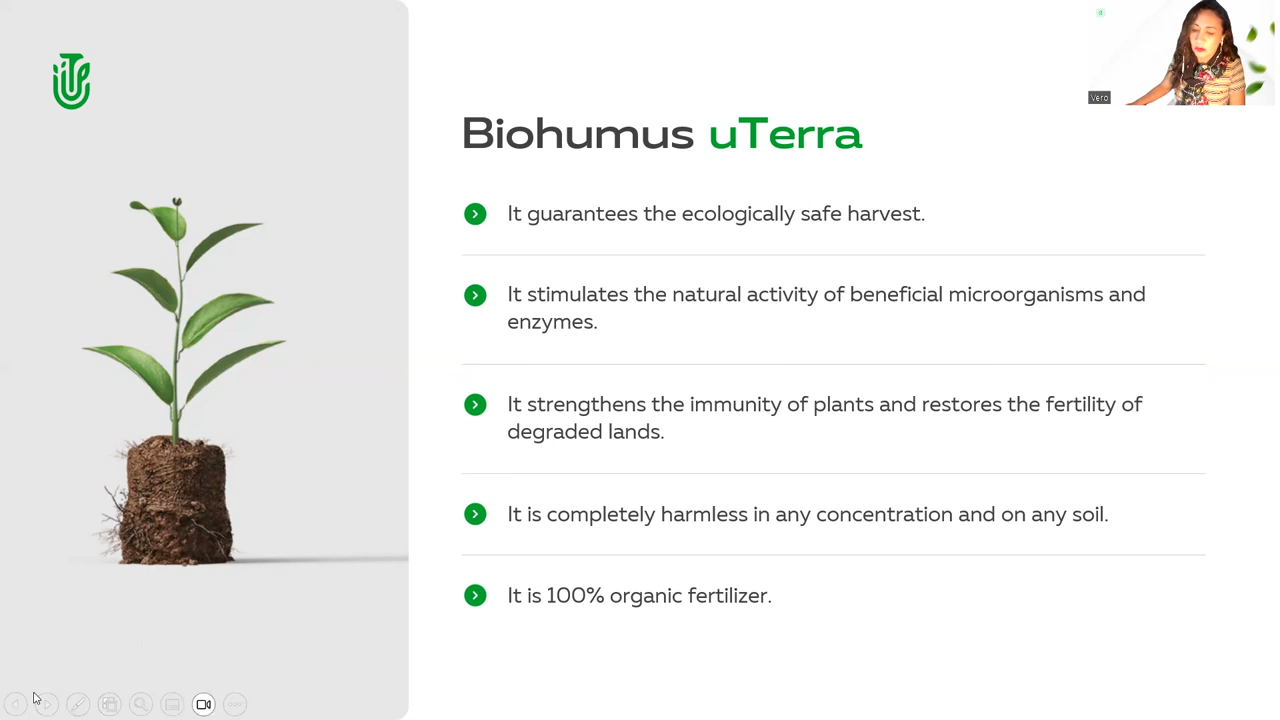 Vero
Biohumus uTerra
It guarantees the ecologically safe harvest.
It stimulates the natural activity of beneficial microorganisms and
enzymes.
It strengthens the immunity of plants and restores the fertility of
degraded lands.
It is completely harmless in any concentration and on any soil.
It is 100% organic fertilizer.